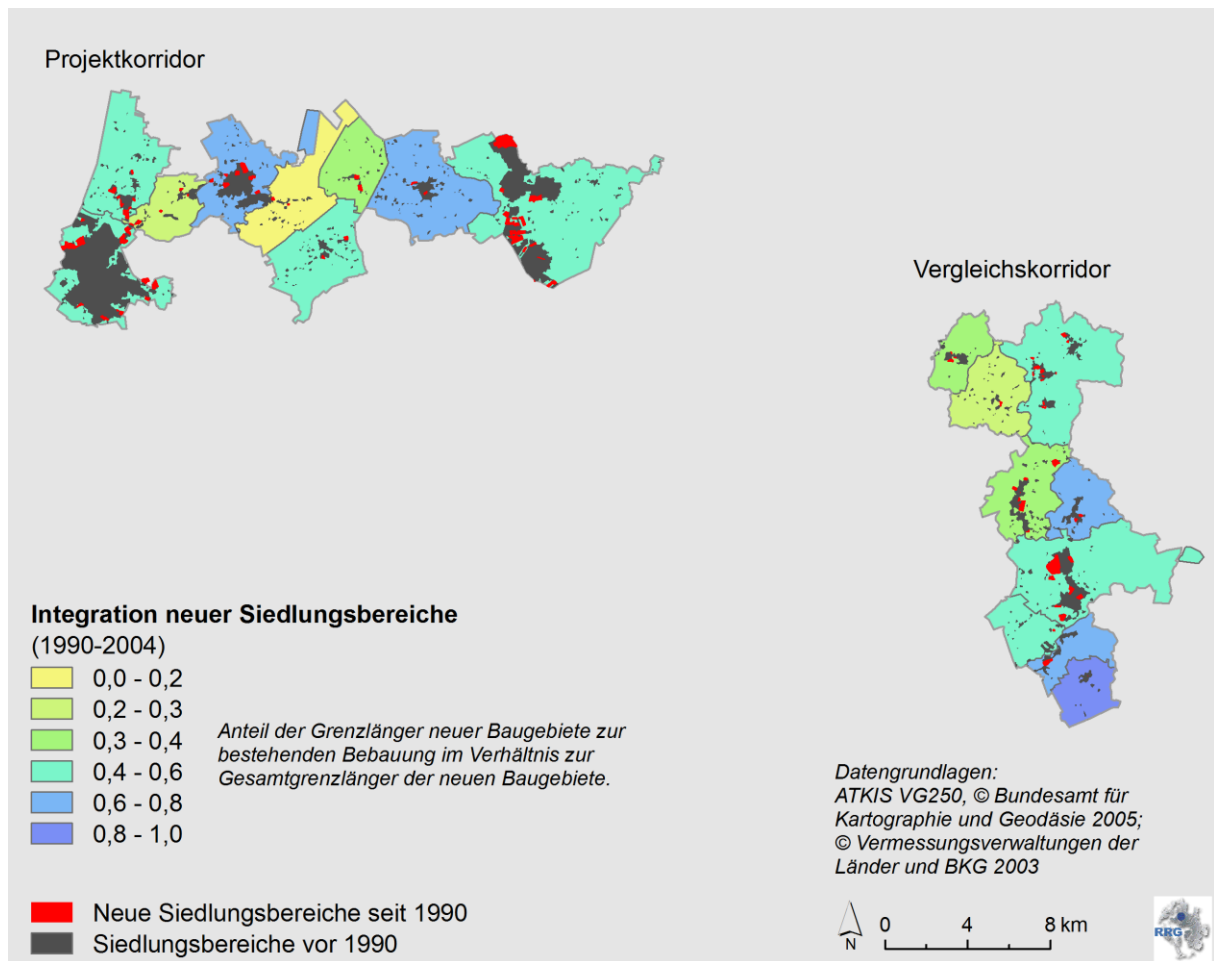 Projektkorridor
Vergleichskorridor
Integration neuer Siedlungsbereiche
(1990-2004)
0,0 - 0,2
0,2 - 0,3
0,3 - 0,4
0,4 - 0,6
0,6 - 0,8
0,8 - 1,0
Anteil der Grenzlänger neuer Baugebiete zur
bestehenden Bebauung im Verhältnis zur
Gesamtgrenzlänger der neuen Baugebiete.
Neue Siedlungsbereiche seit 1990
Siedlungsbereiche vor 1990
Datengrundlagen:
ATKIS VG250, © Bundesamt für
Kartographie und Geodäsie 2005;
© Vermessungsverwaltungen der
Länder und BKG 2003
N
0 4 8 km
RRG